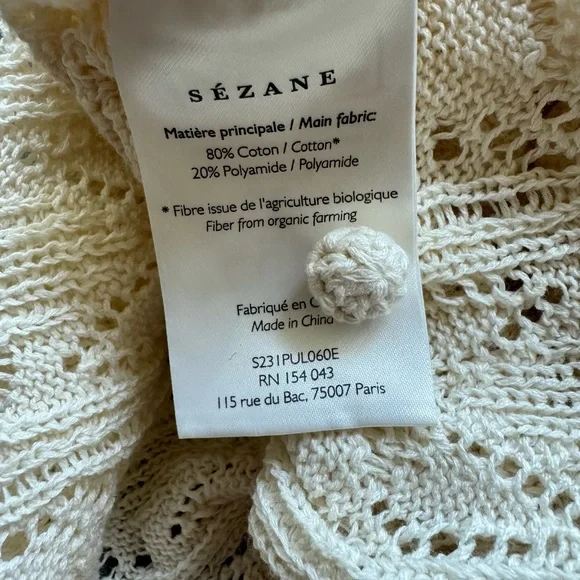 SÉZANE
Matière principale / Main fabric:
80% Coton / Cotton*
20% Polyamide / Polyamide
* Fibre issue de l'agriculture biologique
Fiber from organic farming
Fabriqué en
Made in China
S231PUL060E
RN 154 043
115 rue du Bac, 75007 Paris